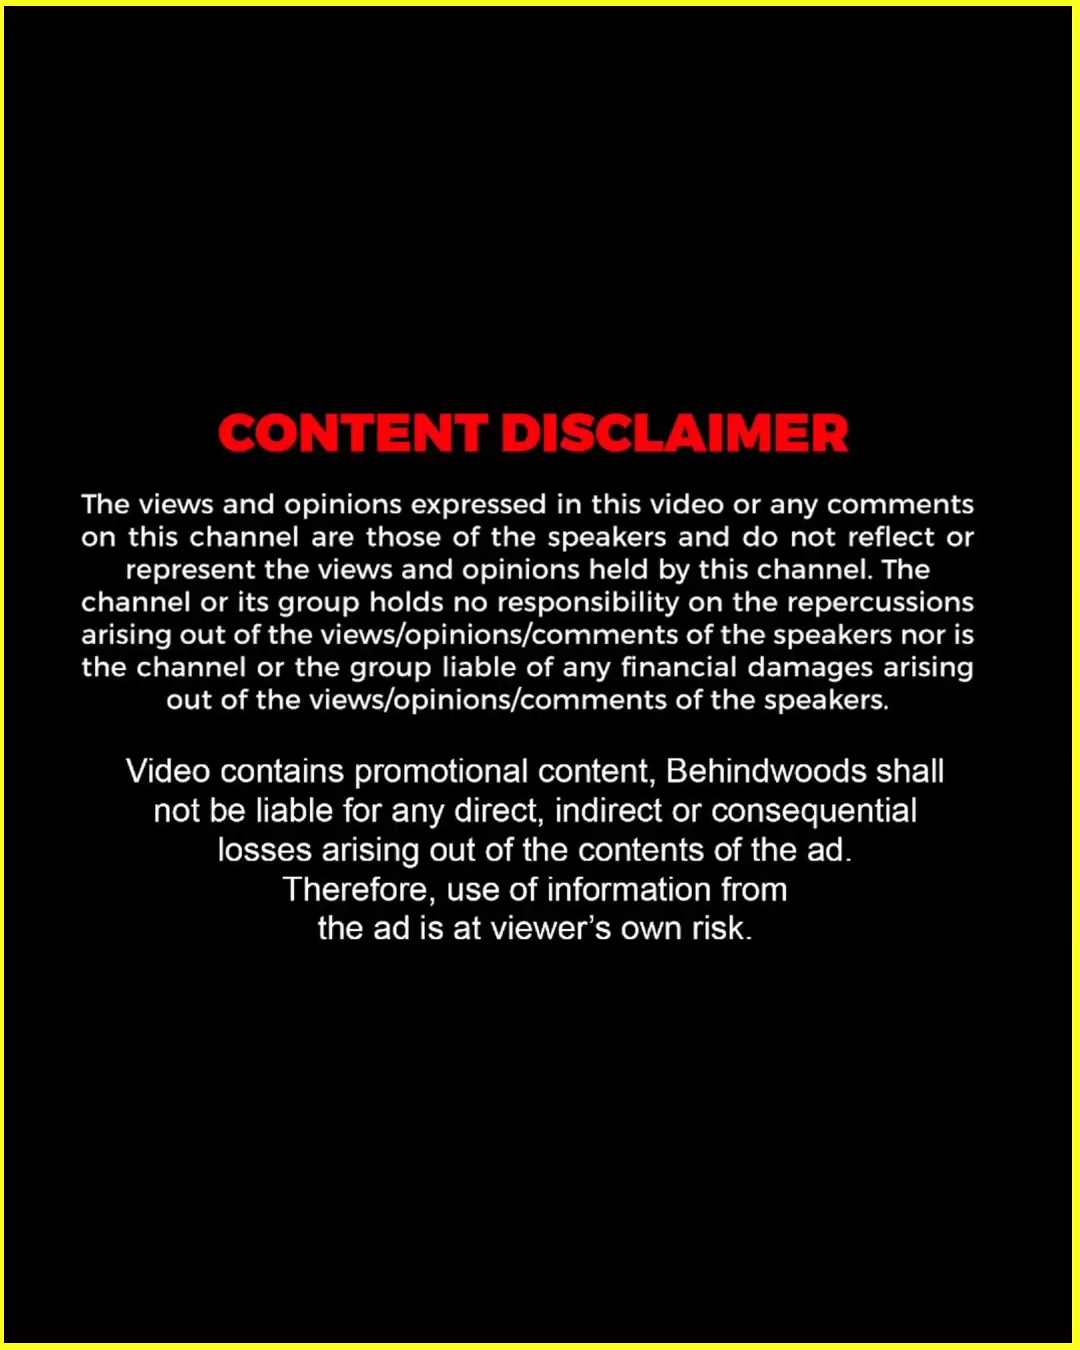 CONTENT DISCLAIMER
The views and opinions expressed in this video or any comments
on this channel are those of the speakers and do not reflect or
represent the views and opinions held by this channel. The
channel or its group holds no responsibility on the repercussions
arising out of the views/opinions/comments of the speakers nor is
the channel or the group liable of any financial damages arising
out of the views/opinions/comments of the speakers.
Video contains promotional content, Behindwoods shall
not be liable for any direct, indirect or consequential
losses arising out of the contents of the ad.
Therefore, use of information from
the ad is at viewer’s own risk.